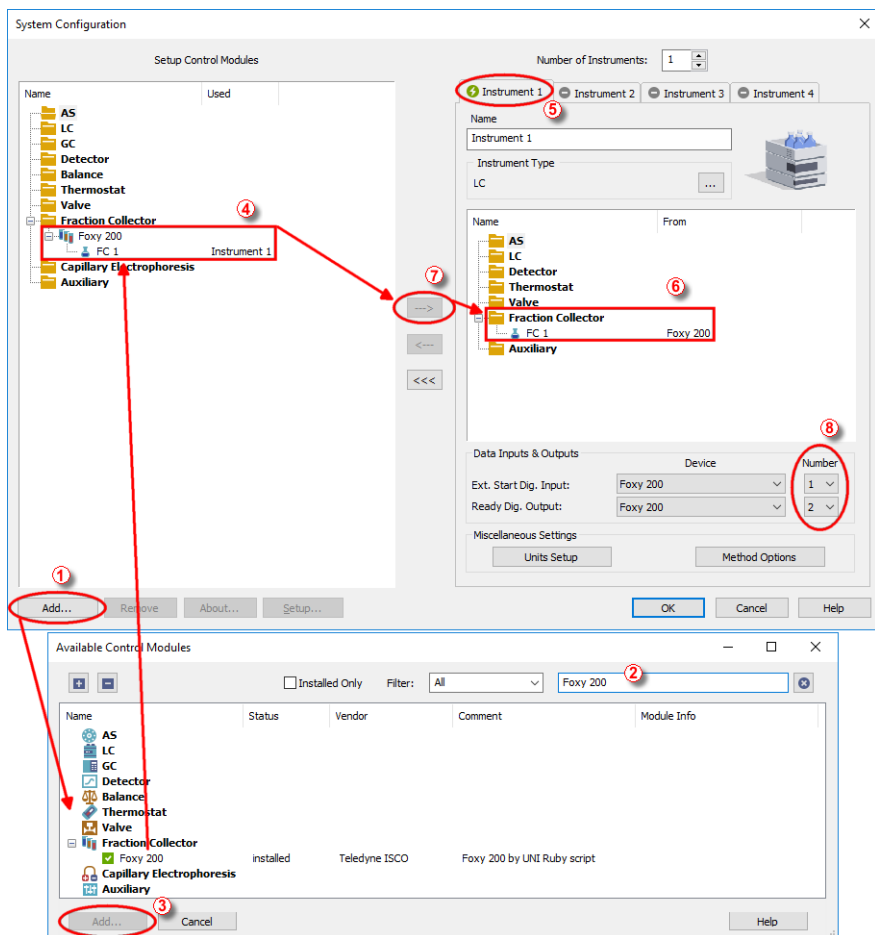 System Configuration
Setup Control Modules
Number of Instruments: 1
Name Used
AS
LC
GC
Detector
Balance
Thermostat
Valve
Fraction Collector
④
Foxy 200
FC 1 Instrument 1
Capillary Electrophoresis
Auxiliary
⑦
--->
<---
<<<
Instrument 1 Instrument 2 Instrument 3 Instrument 4
⑤
Name
Instrument 1
Instrument Type
LC ...
Name From
AS
LC
Detector
Thermostat
⑥
Valve
Fraction Collector
FC 1 Foxy 200
Auxiliary
⑧
Data Inputs & Outputs
Device Number
Ext. Start Dig. Input: Foxy 200 1
Ready Dig. Output: Foxy 200 2
Miscellaneous Settings
Units Setup Method Options
①
Add... Remove About... Setup... OK Cancel Help
Available Control Modules
Installed Only Filter: All Foxy 200 ②
Name Status Vendor Comment Module Info
AS
LC
GC
Detector
Balance
Thermostat
Valve
Fraction Collector
Foxy 200 installed Teledyne ISCO Foxy 200 by UNI Ruby script
Capillary Electrophoresis
Auxiliary
③
Add... Cancel Help